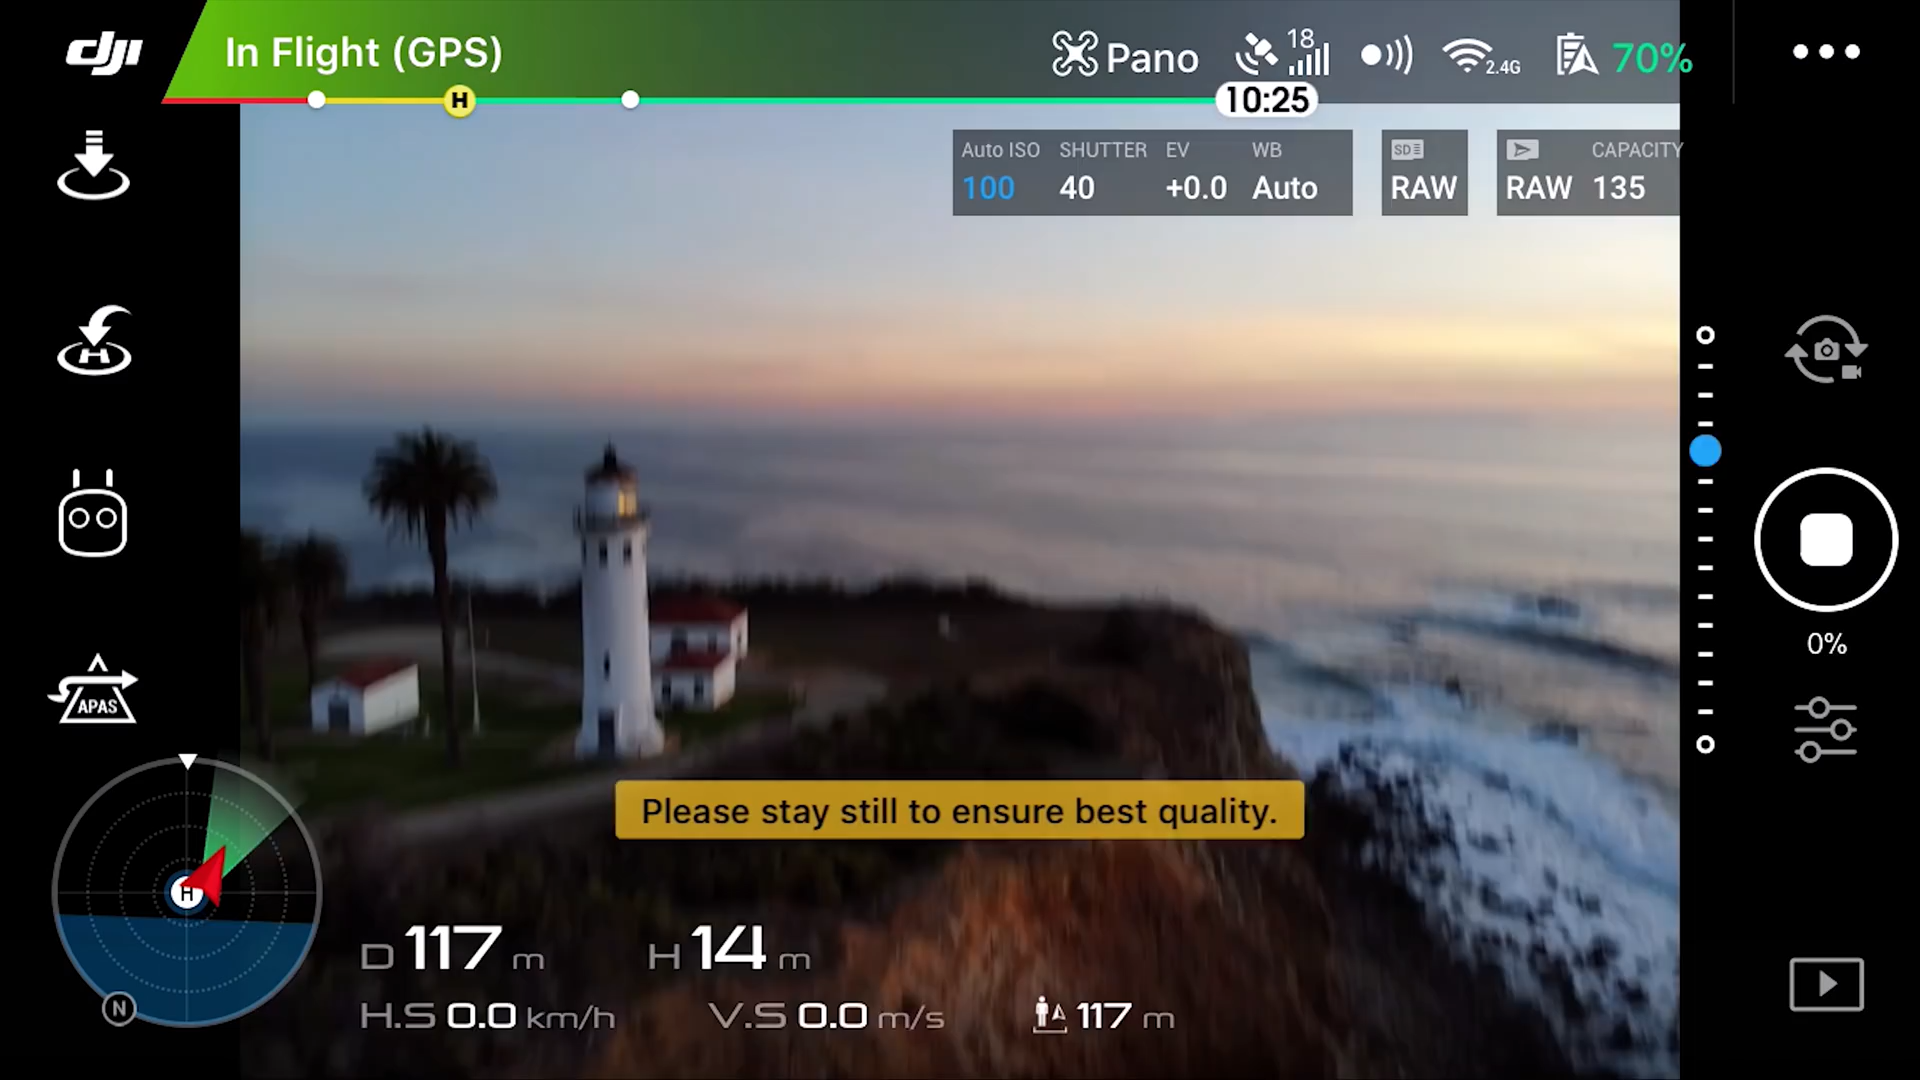 dji
In Flight (GPS)
Pano
18
2.4G
70%
H
10:25
Auto ISO SHUTTER EV WB
100 40 +0.0 Auto
SD
RAW
CAPACITY
RAW 135
H
APAS
0%
Please stay still to ensure best quality.
H
N
D 117 m H 14 m
H.S 0.0 km/h V.S 0.0 m/s 117 m